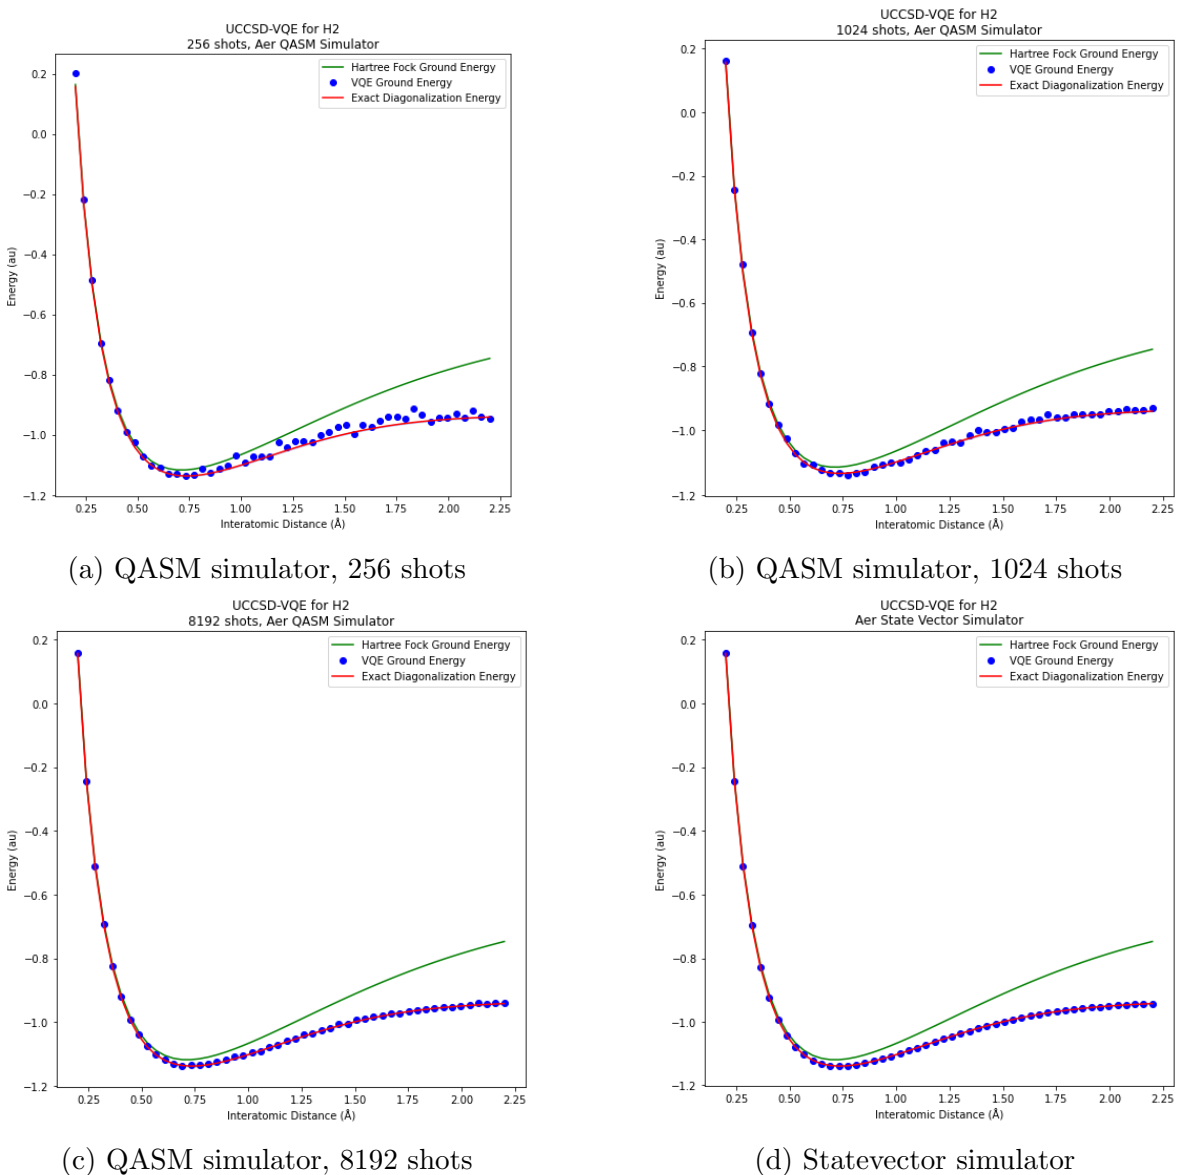 UCCSD-VQE for H2
256 shots, Aer QASM Simulator
Hartree Fock Ground Energy
VQE Ground Energy
Exact Diagonalization Energy
0.2
0.0
−0.2
−0.4
−0.6
−0.8
−1.0
−1.2
Energy (au)
0.25 0.50 0.75 1.00 1.25 1.50 1.75 2.00 2.25
Interatomic Distance (Å)
(a) QASM simulator, 256 shots
UCCSD-VQE for H2
1024 shots, Aer QASM Simulator
Hartree Fock Ground Energy
VQE Ground Energy
Exact Diagonalization Energy
0.2
0.0
−0.2
−0.4
−0.6
−0.8
−1.0
−1.2
Energy (au)
0.25 0.50 0.75 1.00 1.25 1.50 1.75 2.00 2.25
Interatomic Distance (Å)
(b) QASM simulator, 1024 shots
UCCSD-VQE for H2
8192 shots, Aer QASM Simulator
Hartree Fock Ground Energy
VQE Ground Energy
Exact Diagonalization Energy
0.2
0.0
−0.2
−0.4
−0.6
−0.8
−1.0
−1.2
Energy (au)
0.25 0.50 0.75 1.00 1.25 1.50 1.75 2.00 2.25
Interatomic Distance (Å)
(c) QASM simulator, 8192 shots
UCCSD-VQE for H2
Aer State Vector Simulator
Hartree Fock Ground Energy
VQE Ground Energy
Exact Diagonalization Energy
0.2
0.0
−0.2
−0.4
−0.6
−0.8
−1.0
−1.2
Energy (au)
0.25 0.50 0.75 1.00 1.25 1.50 1.75 2.00 2.25
Interatomic Distance (Å)
(d) Statevector simulator